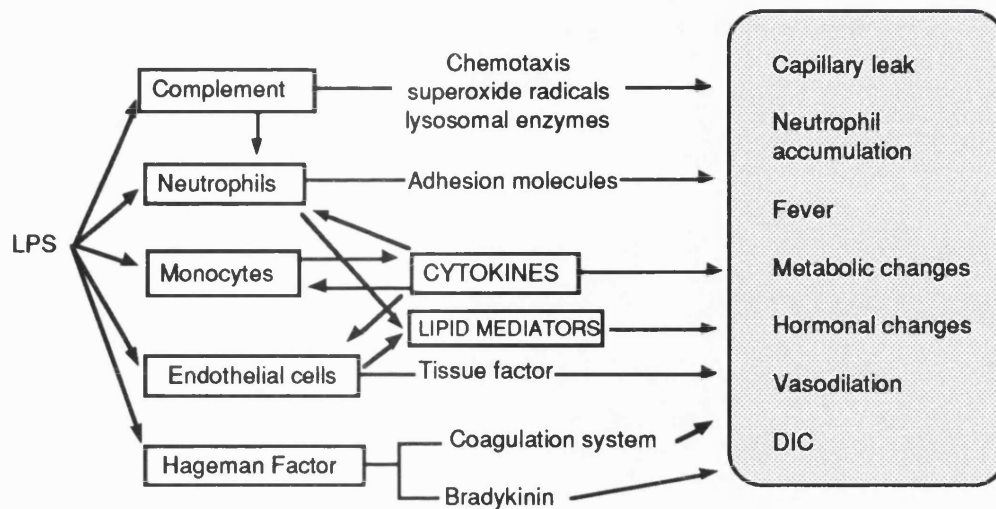 LPS
Complement
Neutrophils
Monocytes
Endothelial cells
Hageman Factor
Chemotaxis
superoxide radicals
lysosomal enzymes
Adhesion molecules
CYTOKINES
LIPID MEDIATORS
Tissue factor
Coagulation system
Bradykinin
Capillary leak
Neutrophil
accumulation
Fever
Metabolic changes
Hormonal changes
Vasodilation
DIC